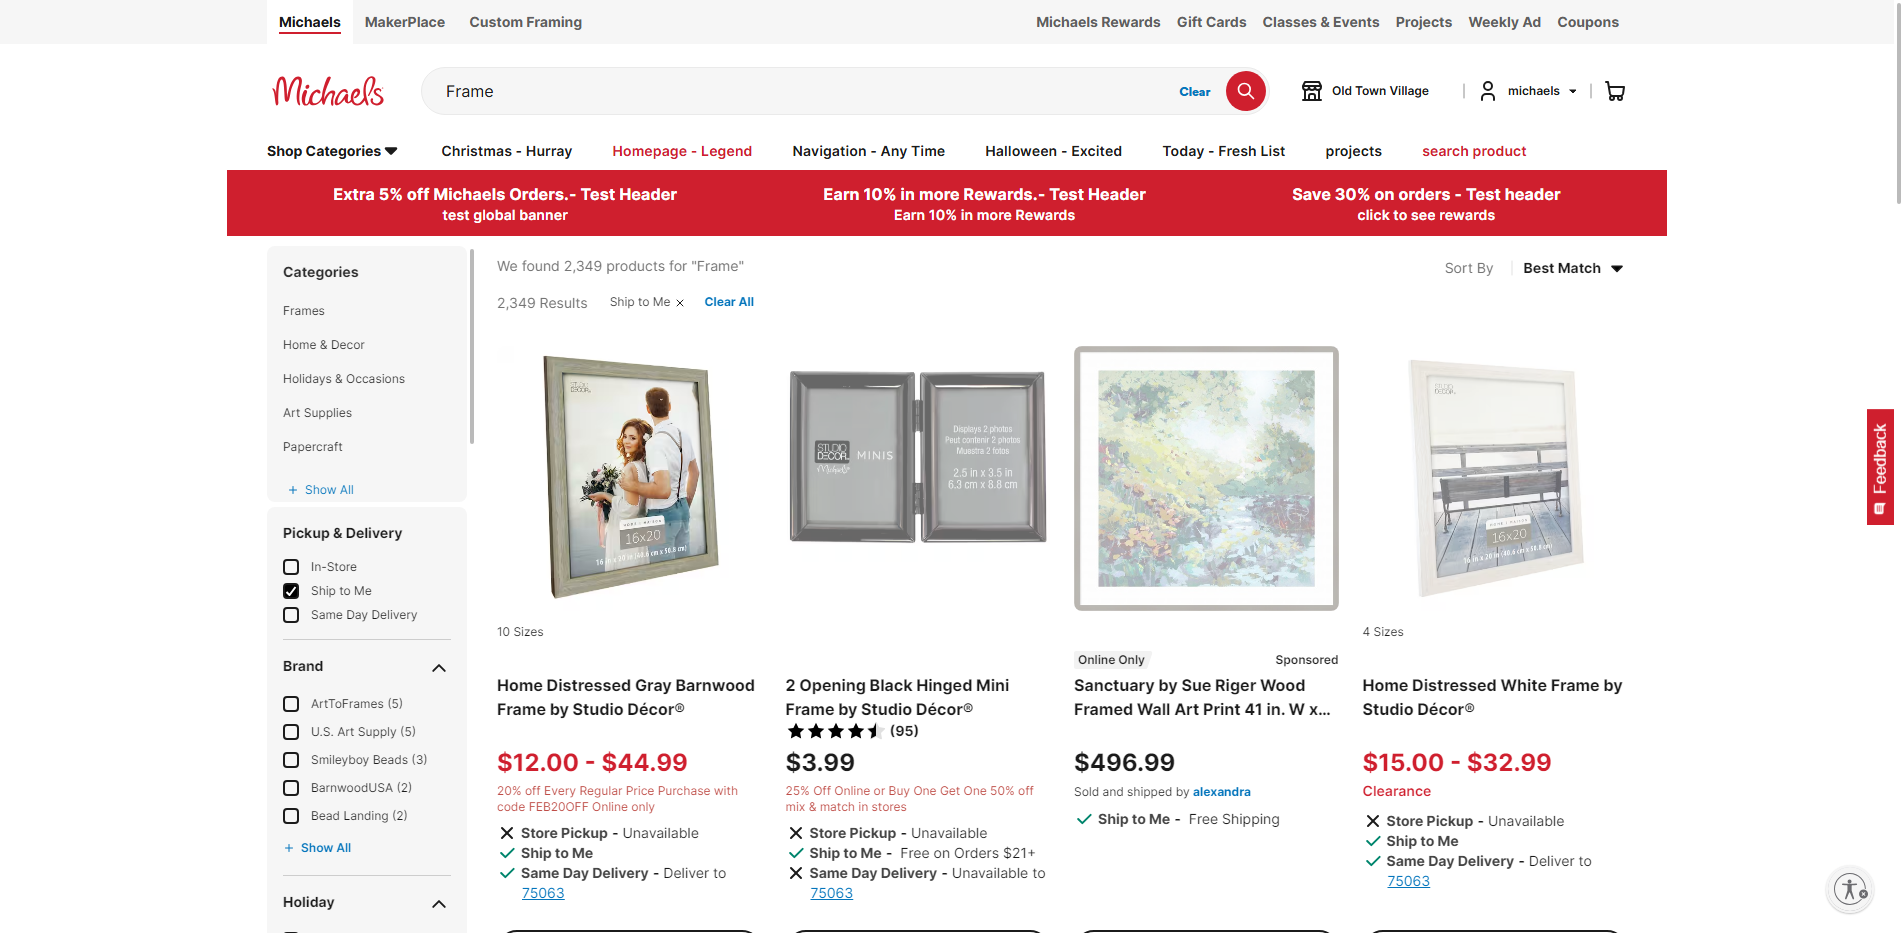 Michaels MakerPlace Custom Framing Michaels Rewards Gift Cards Classes & Events Projects Weekly Ad Coupons
Michaels Frame Clear Old Town Village michaels
Shop Categories Christmas - Hurray Homepage - Legend Navigation - Any Time Halloween - Excited Today - Fresh List projects search product
Extra 5% off Michaels Orders.- Test Header
test global banner
Earn 10% in more Rewards.- Test Header
Earn 10% in more Rewards
Save 30% on orders - Test header
click to see rewards
Categories
Frames
Home & Decor
Holidays & Occasions
Art Supplies
Papercraft
+ Show All
Pickup & Delivery
In-Store
Ship to Me
Same Day Delivery
Brand
ArtToFrames (5)
U.S. Art Supply (5)
Smileyboy Beads (3)
BarnwoodUSA (2)
Bead Landing (2)
+ Show All
Holiday
We found 2,349 products for "Frame"
Sort By Best Match
2,349 Results Ship to Me × Clear All
STUDIO
DECOR
HOME
16x20
16 in x 20 in (40.6 cm x 50.8 cm)
10 Sizes
Home Distressed Gray Barnwood
Frame by Studio Décor®
$12.00 - $44.99
20% off Every Regular Price Purchase with
code FEB20OFF Online only
Store Pickup - Unavailable
Ship to Me
Same Day Delivery - Deliver to
75063
STUDIO
DECOR MINIS
Michaels
Displays 2 photos
Peut contenir 2 photos
Muestra 2 fotos
2.5 in x 3.5 in
6.3 cm x 8.8 cm
2 Opening Black Hinged Mini
Frame by Studio Décor®
(95)
$3.99
25% Off Online or Buy One Get One 50% off
mix & match in stores
Store Pickup - Unavailable
Ship to Me - Free on Orders $21+
Same Day Delivery - Unavailable to
75063
Online Only Sponsored
Sanctuary by Sue Riger Wood
Framed Wall Art Print 41 in. W x...
$496.99
Sold and shipped by alexandra
Ship to Me - Free Shipping
STUDIO
DECOR
HOME
16x20
16 in x 20 in (40.6 cm x 50.8 cm)
4 Sizes
Home Distressed White Frame by
Studio Décor®
$15.00 - $32.99
Clearance
Store Pickup - Unavailable
Ship to Me
Same Day Delivery - Deliver to
75063
Feedback